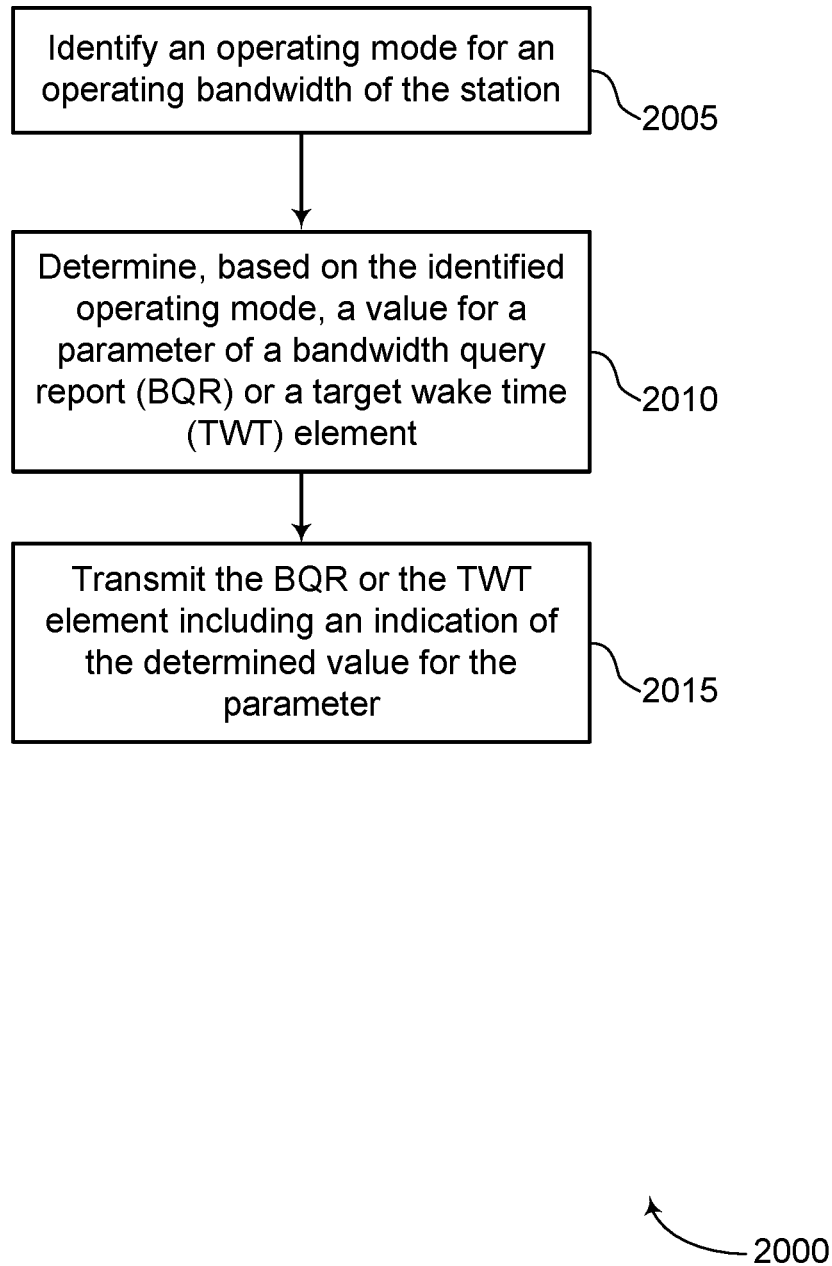 Identify an operating mode for an
operating bandwidth of the station
2005
Determine, based on the identified
operating mode, a value for a
parameter of a bandwidth query
report (BQR) or a target wake time
(TWT) element
2010
Transmit the BQR or the TWT
element including an indication of
the determined value for the
parameter
2015
2000